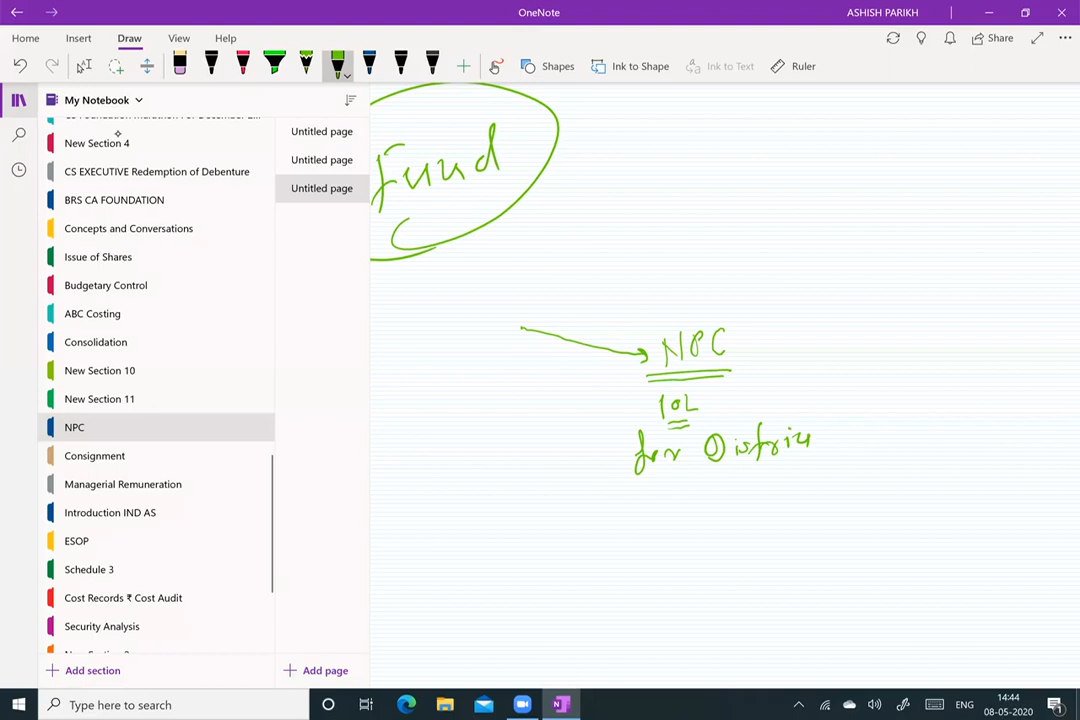 OneNote
ASHISH PARIKH
Home Insert Draw View Help
Share
Shapes
Ink to Shape
Ink to Text
Ruler
My Notebook
New Section 4
CS EXECUTIVE Redemption of Debenture
BRS CA FOUNDATION
Concepts and Conversations
Issue of Shares
Budgetary Control
ABC Costing
Consolidation
New Section 10
New Section 11
NPC
Consignment
Managerial Remuneration
Introduction IND AS
ESOP
Schedule 3
Cost Records ₹ Cost Audit
Security Analysis
Add section
Untitled page
Untitled page
Untitled page
Add page
Fund
NPC
10L
for
Type here to search
ENG
14:44
08-05-2020
1